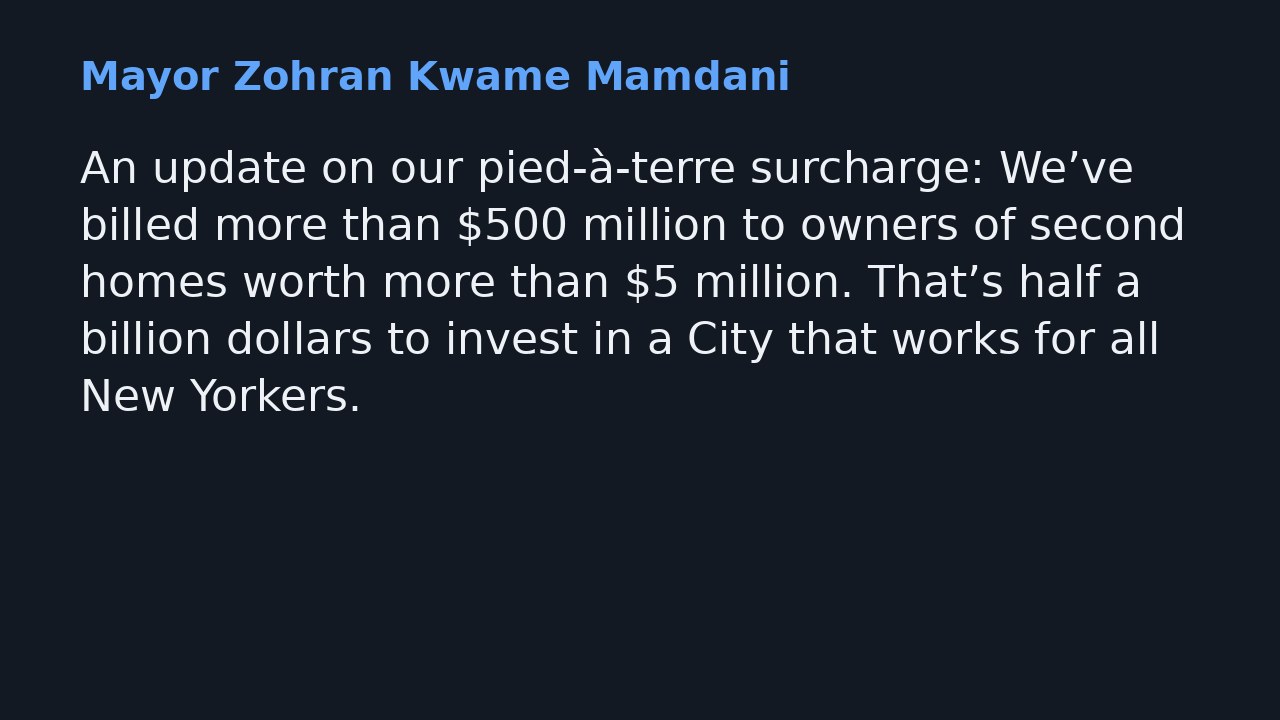 Mayor Zohran Kwame Mamdani
An update on our pied-à-terre surcharge: We’ve
billed more than $500 million to owners of second
homes worth more than $5 million. That’s half a
billion dollars to invest in a City that works for all
New Yorkers.